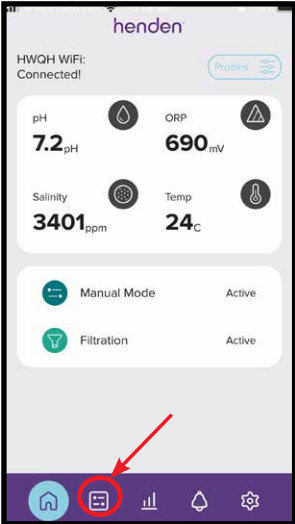 henden
HWQH WiFi:
Connected!
Probes
pH
7.2pH
ORP
690mV
Salinity
3401ppm
Temp
24C
Manual Mode Active
Filtration Active